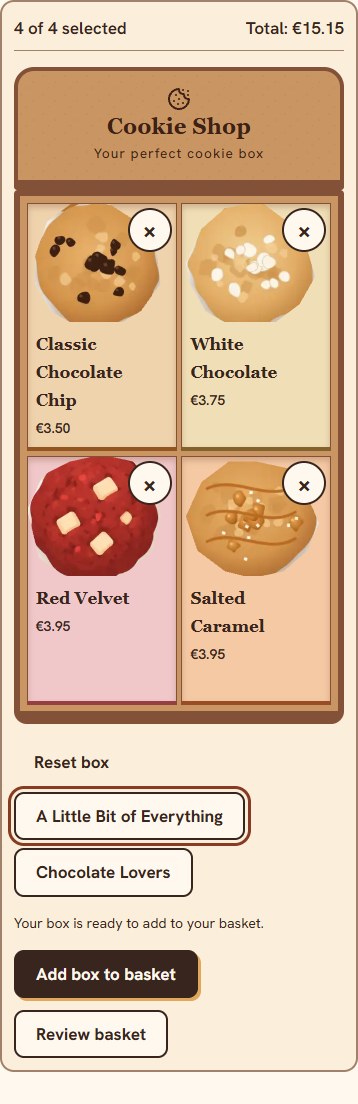 4 of 4 selected
Total: €15.15
Cookie Shop
Your perfect cookie box
×
×
Classic
Chocolate
Chip
€3.50
White
Chocolate
€3.75
×
×
Red Velvet
€3.95
Salted
Caramel
€3.95
Reset box
A Little Bit of Everything
Chocolate Lovers
Your box is ready to add to your basket.
Add box to basket
Review basket